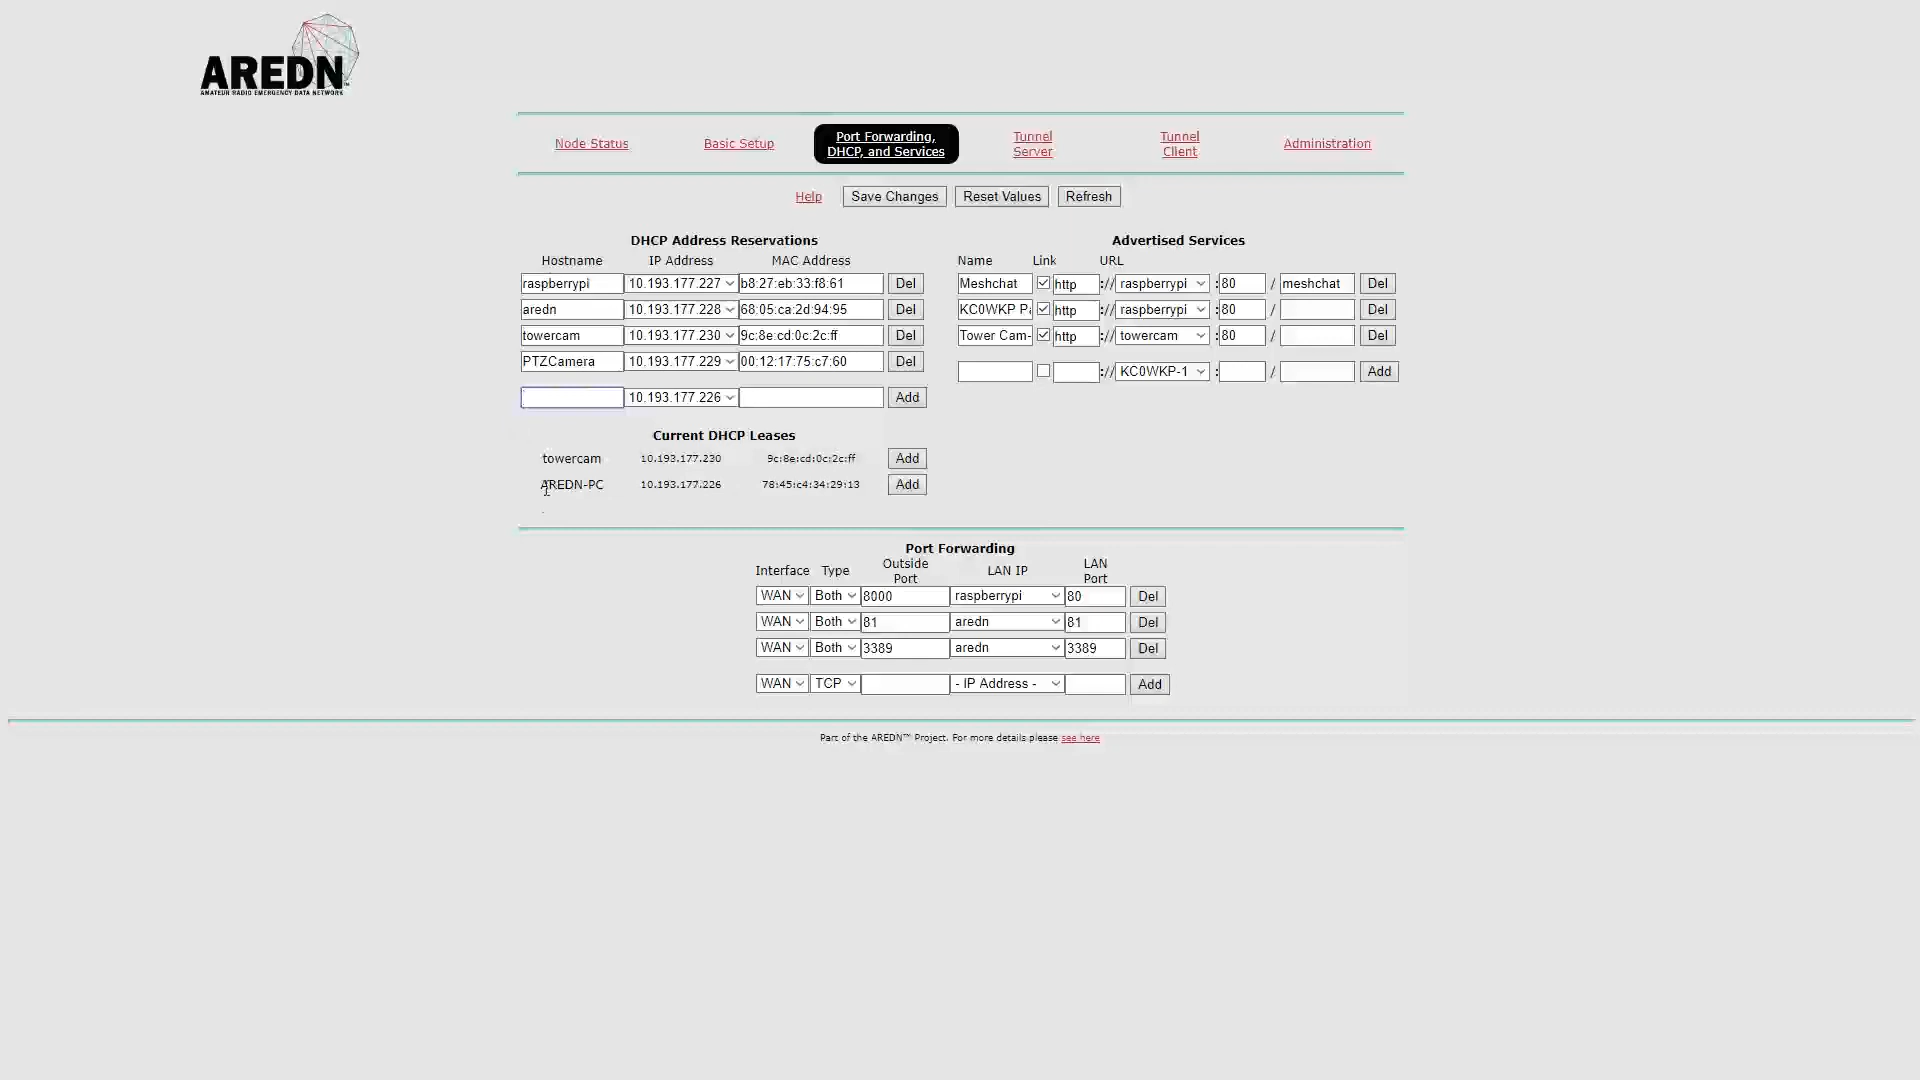 AREDN
AMATEUR RADIO EMERGENCY DATA NETWORK
Node Status
Basic Setup
Port Forwarding,
DHCP, and Services
Tunnel
Server
Tunnel
Client
Administration
Help Save Changes Reset Values Refresh
DHCP Address Reservations
Hostname IP Address MAC Address
raspberrypi 10.193.177.227 b8:27:eb:33:f8:61 Del
aredn 10.193.177.228 68:05:ca:2d:94:95 Del
towercam 10.193.177.230 9c:8e:cd:0c:2c:ff Del
PTZCamera 10.193.177.229 00:12:17:75:c7:60 Del
10.193.177.226 Add
Current DHCP Leases
towercam 10.193.177.230 9c:8e:cd:0c:2c:ff Add
AREDN-PC 10.193.177.226 78:45:c4:34:29:13 Add
Advertised Services
Name Link URL
Meshchat http :// raspberrypi :80 / meshchat Del
KC0WKP Pa http :// raspberrypi :80 / Del
Tower Cam- http :// towercam :80 / Del
:// KC0WKP-1 : / Add
Port Forwarding
Interface Type Outside Port LAN IP LAN Port
WAN Both 8000 raspberrypi 80 Del
WAN Both 81 aredn 81 Del
WAN Both 3389 aredn 3389 Del
WAN TCP - IP Address - Add
Part of the AREDN™ Project. For more details please see here